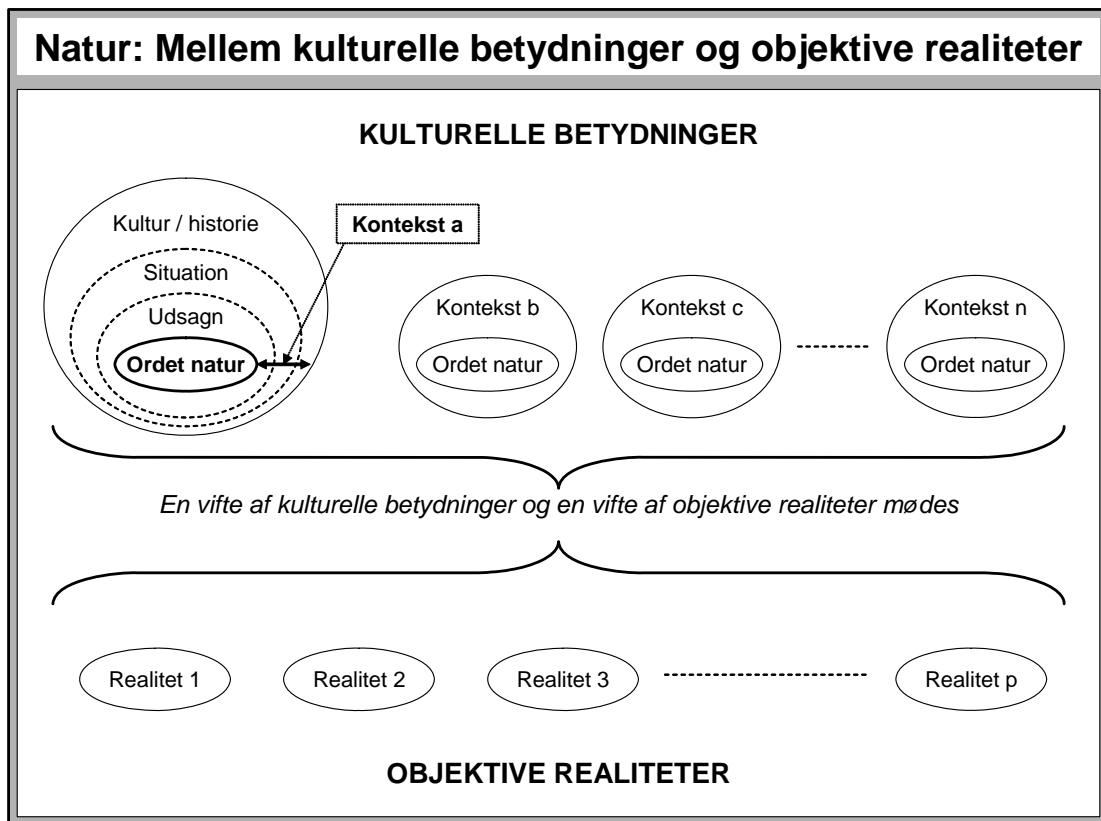 Natur: Mellem kulturelle betydninger og objektive realiteter
KULTURELLE BETYDNINGER
Kultur / historie
Kontekst a
Situation
Udsagn
Ordet natur
Kontekst b
Ordet natur
Kontekst c
Ordet natur
Kontekst n
Ordet natur
En vifte af kulturelle betydninger og en vifte af objektive realiteter mødes
Realitet 1
Realitet 2
Realitet 3
Realitet p
OBJEKTIVE REALITETER